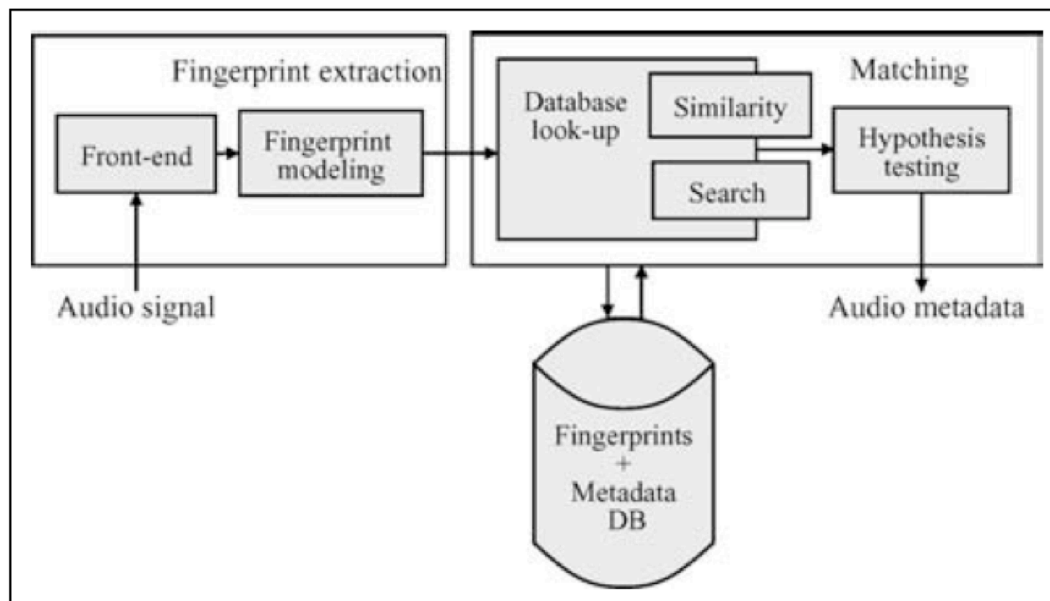 Fingerprint extraction
Front-end
Fingerprint
modeling
Audio signal
Matching
Database
look-up
Similarity
Search
Hypothesis
testing
Audio metadata
Fingerprints
+
Metadata
DB